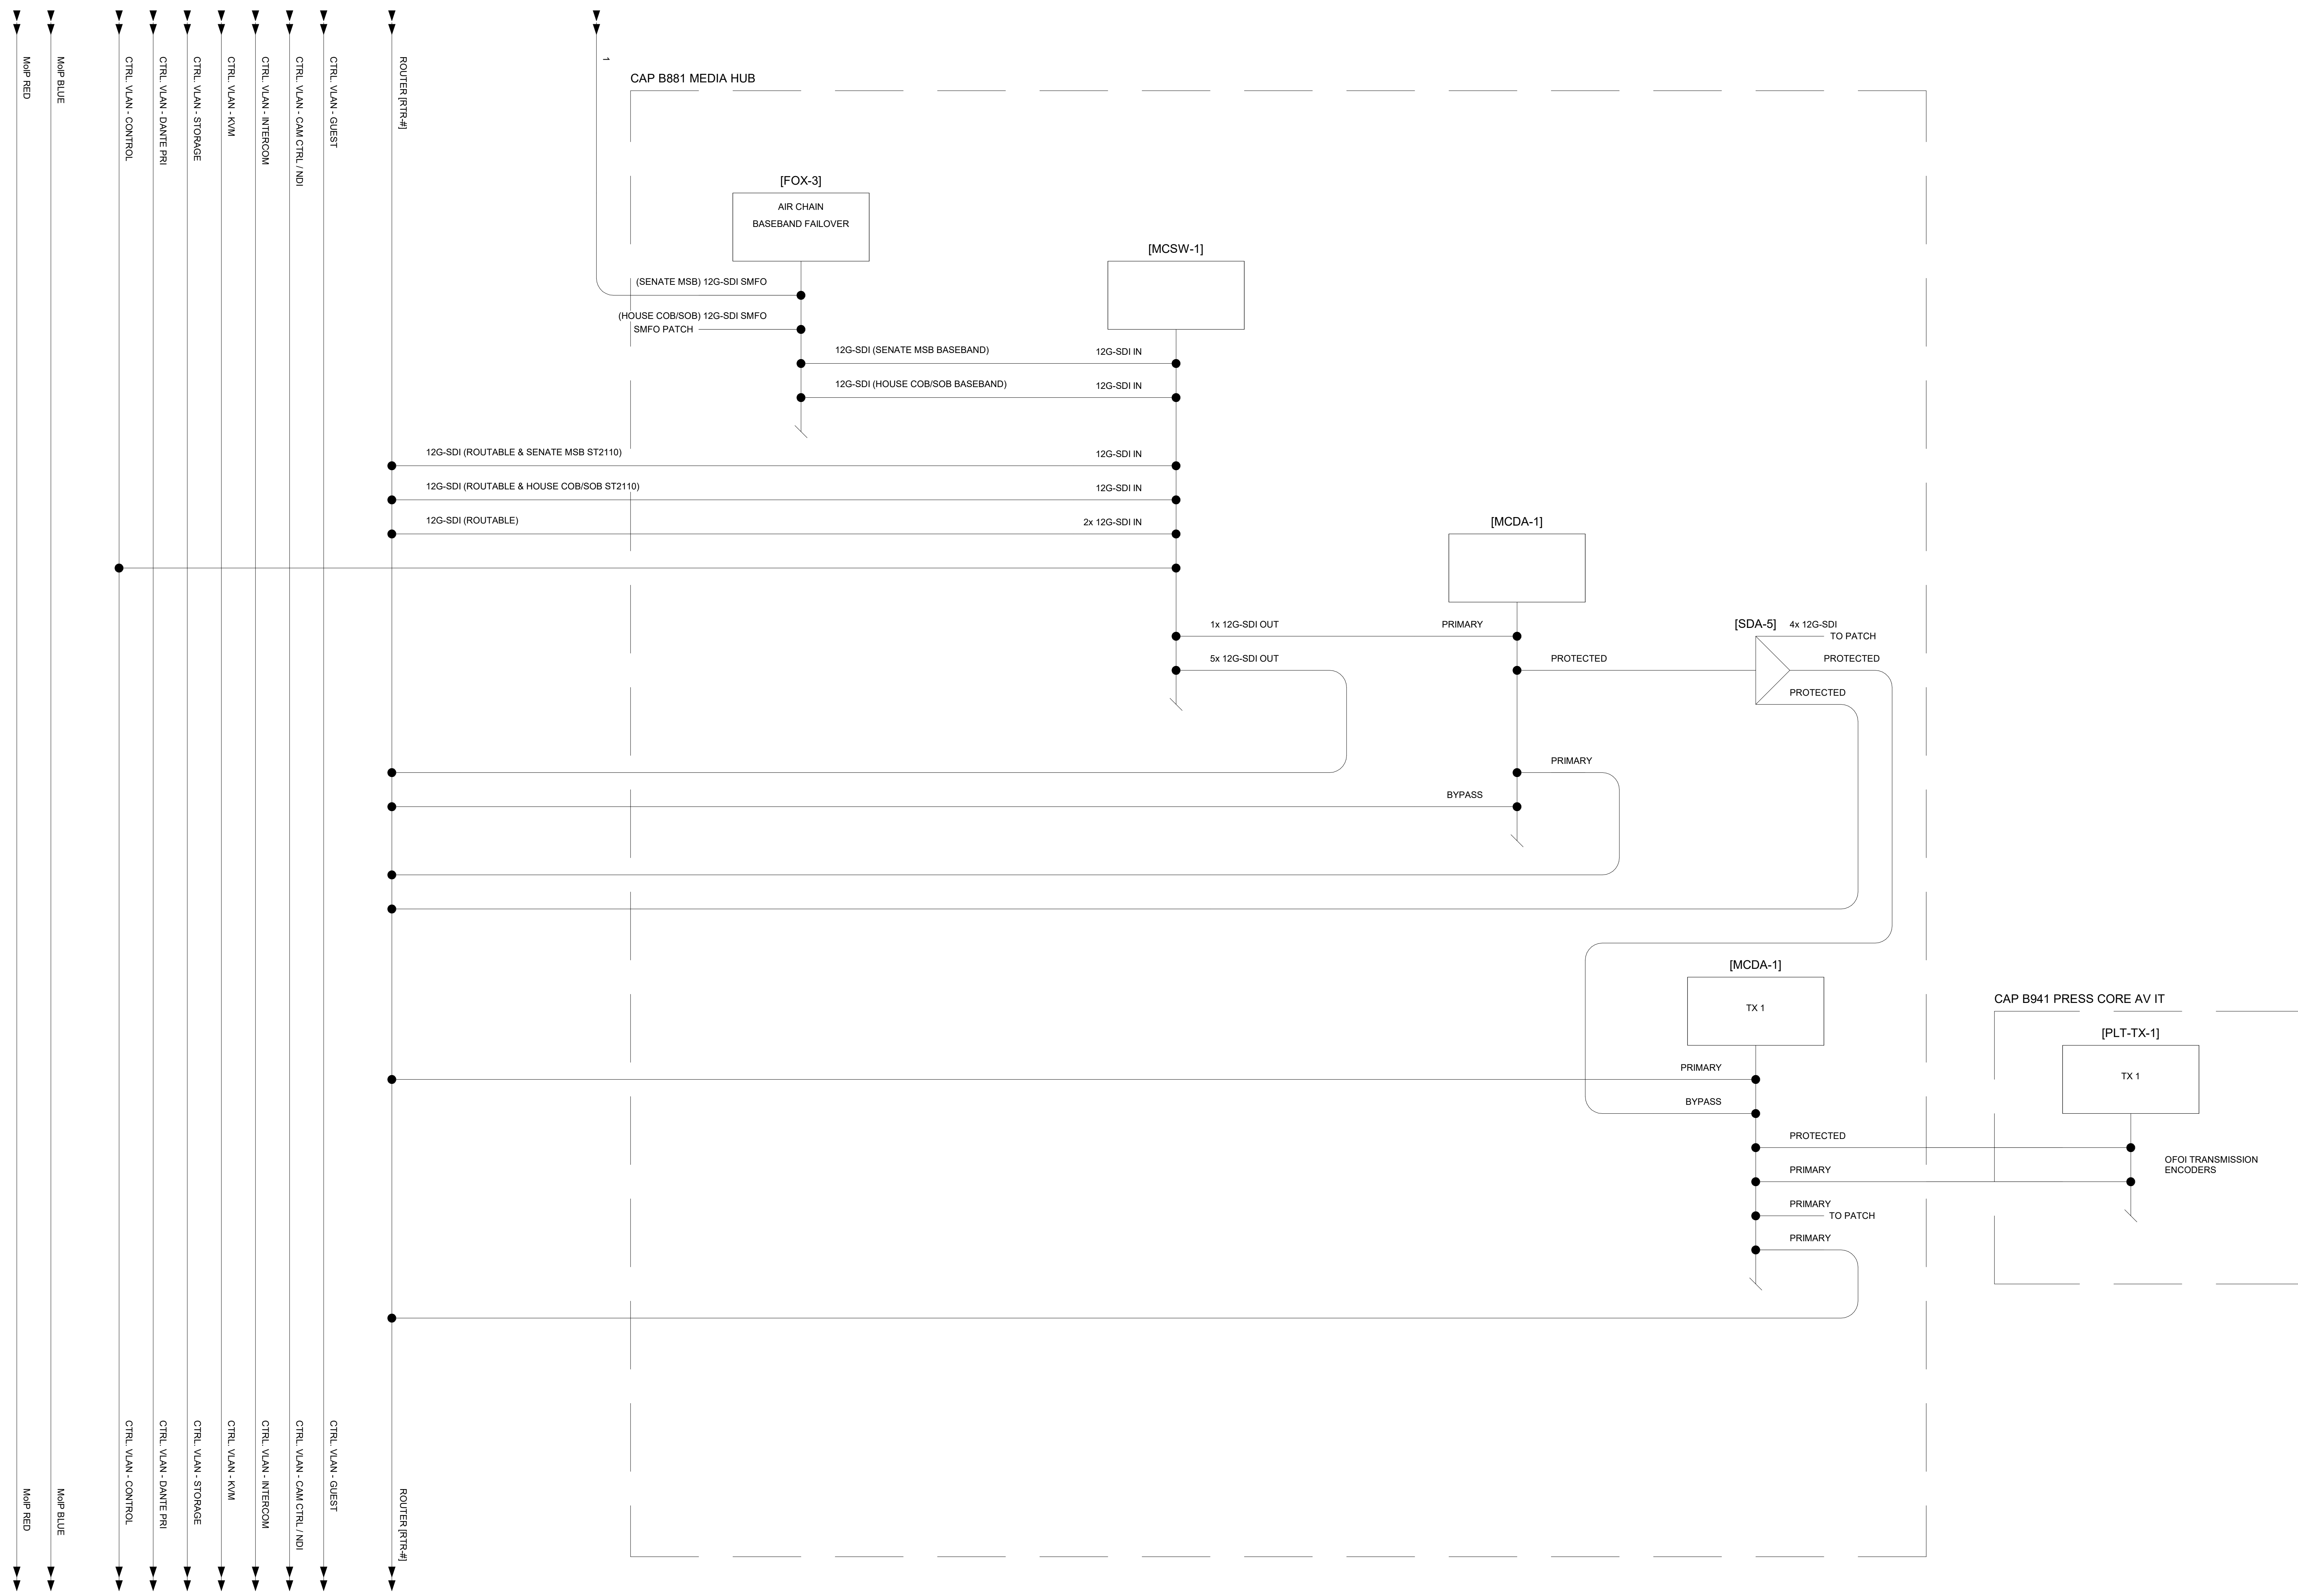 MoIP RED
MoIP BLUE
CTRL. VLAN - CONTROL
CTRL. VLAN - DANTE PRI
CTRL. VLAN - STORAGE
CTRL. VLAN - KVM
CTRL. VLAN - INTERCOM
CTRL. VLAN - CAM CTRL / NDI
CTRL. VLAN - GUEST
ROUTER [RTR-#]
1
CAP B881 MEDIA HUB
[FOX-3]
AIR CHAIN
BASEBAND FAILOVER
[MCSW-1]
(SENATE MSB) 12G-SDI SMFO
(HOUSE COB/SOB) 12G-SDI SMFO
SMFO PATCH
12G-SDI (SENATE MSB BASEBAND)
12G-SDI IN
12G-SDI (HOUSE COB/SOB BASEBAND)
12G-SDI IN
12G-SDI (ROUTABLE & SENATE MSB ST2110)
12G-SDI IN
12G-SDI (ROUTABLE & HOUSE COB/SOB ST2110)
12G-SDI IN
12G-SDI (ROUTABLE)
2x 12G-SDI IN
[MCDA-1]
1x 12G-SDI OUT
PRIMARY
[SDA-5]
4x 12G-SDI
TO PATCH
5x 12G-SDI OUT
PROTECTED
PROTECTED
PROTECTED
PRIMARY
BYPASS
[MCDA-1]
TX 1
CAP B941 PRESS CORE AV IT
[PLT-TX-1]
TX 1
PRIMARY
BYPASS
PROTECTED
OFOI TRANSMISSION
ENCODERS
PRIMARY
PRIMARY
TO PATCH
PRIMARY
MoIP RED
MoIP BLUE
CTRL. VLAN - CONTROL
CTRL. VLAN - DANTE PRI
CTRL. VLAN - STORAGE
CTRL. VLAN - KVM
CTRL. VLAN - INTERCOM
CTRL. VLAN - CAM CTRL / NDI
CTRL. VLAN - GUEST
ROUTER [RTR-#]